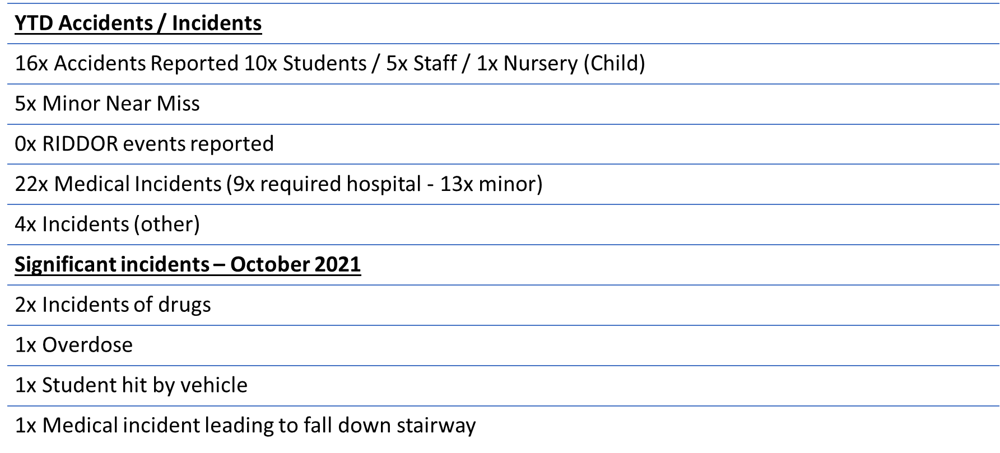 YTD Accidents / Incidents
16x Accidents Reported 10x Students / 5x Staff / 1x Nursery (Child)
5x Minor Near Miss
0x RIDDOR events reported
22x Medical Incidents (9x required hospital - 13x minor)
4x Incidents (other)
Significant incidents – October 2021
2x Incidents of drugs
1x Overdose
1x Student hit by vehicle
1x Medical incident leading to fall down stairway